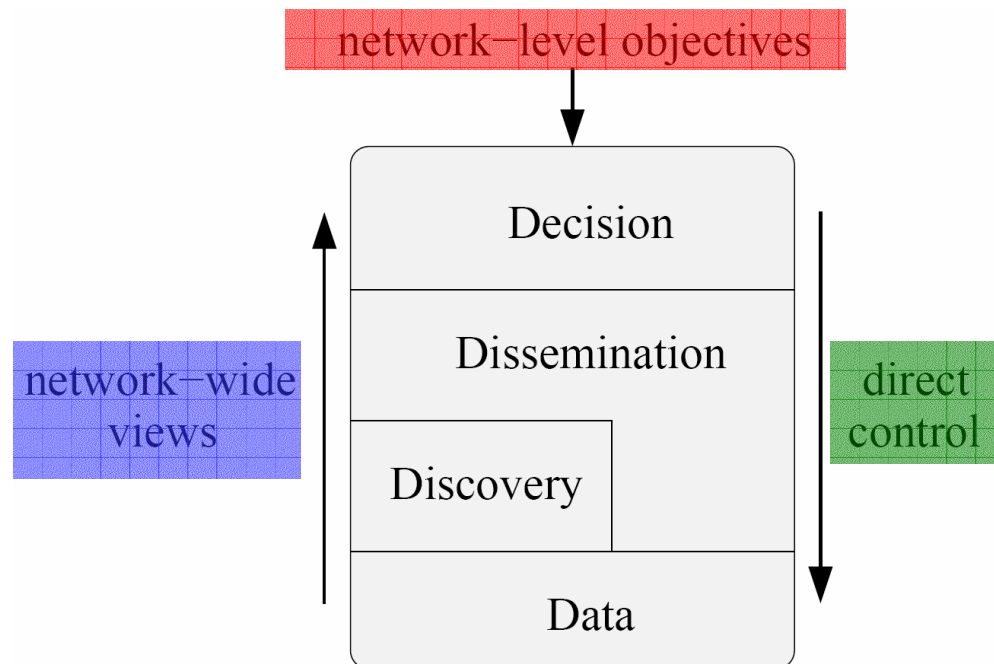 network−level objectives
Decision
Dissemination
network−wide
views
direct
control
Discovery
Data